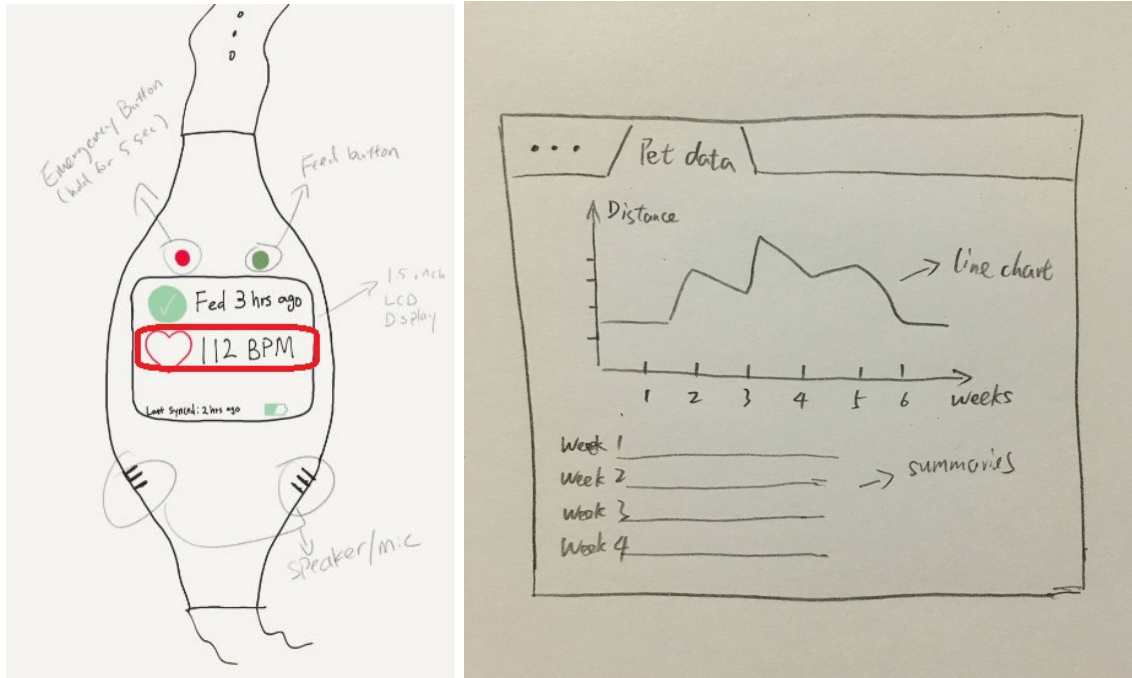 Emergency Button
(hold for 5 sec)
Feed button
1.5 inch
LCD
Display
Fed 3 hrs ago
112 BPM
Last Synced: 2 hrs ago
Speaker/mic
Pet data
Distance
line chart
1 2 3 4 5 6 weeks
Week 1
Week 2
Week 3
Week 4
summaries